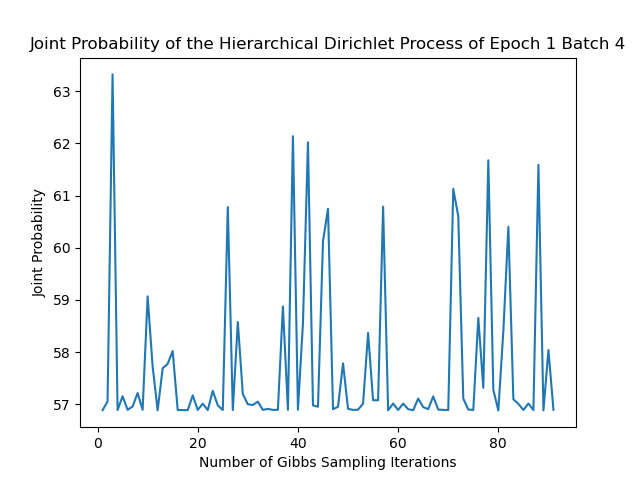 Joint Probability of the Hierarchical Dirichlet Process of Epoch 1 Batch 4
63
62
61
60
59
58
57
Joint Probability
0 20 40 60 80
Number of Gibbs Sampling Iterations